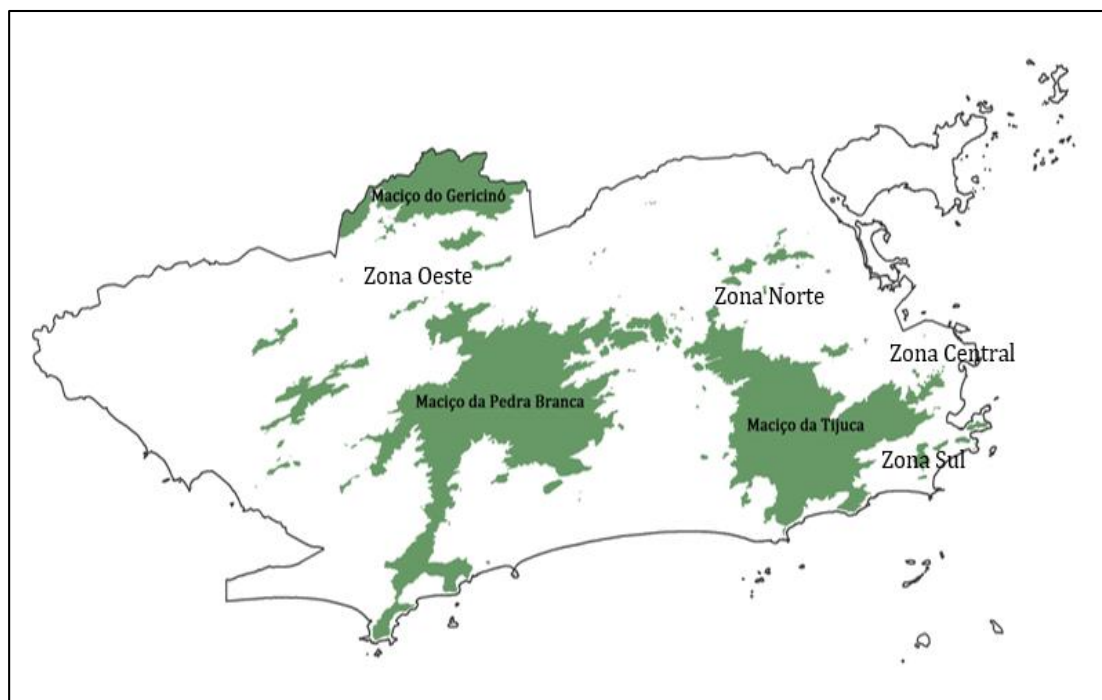 Maciço do Gericinó
Zona Oeste
Zona Norte
Zona Central
Maciço da Pedra Branca
Maciço da Tijuca
Zona Sul